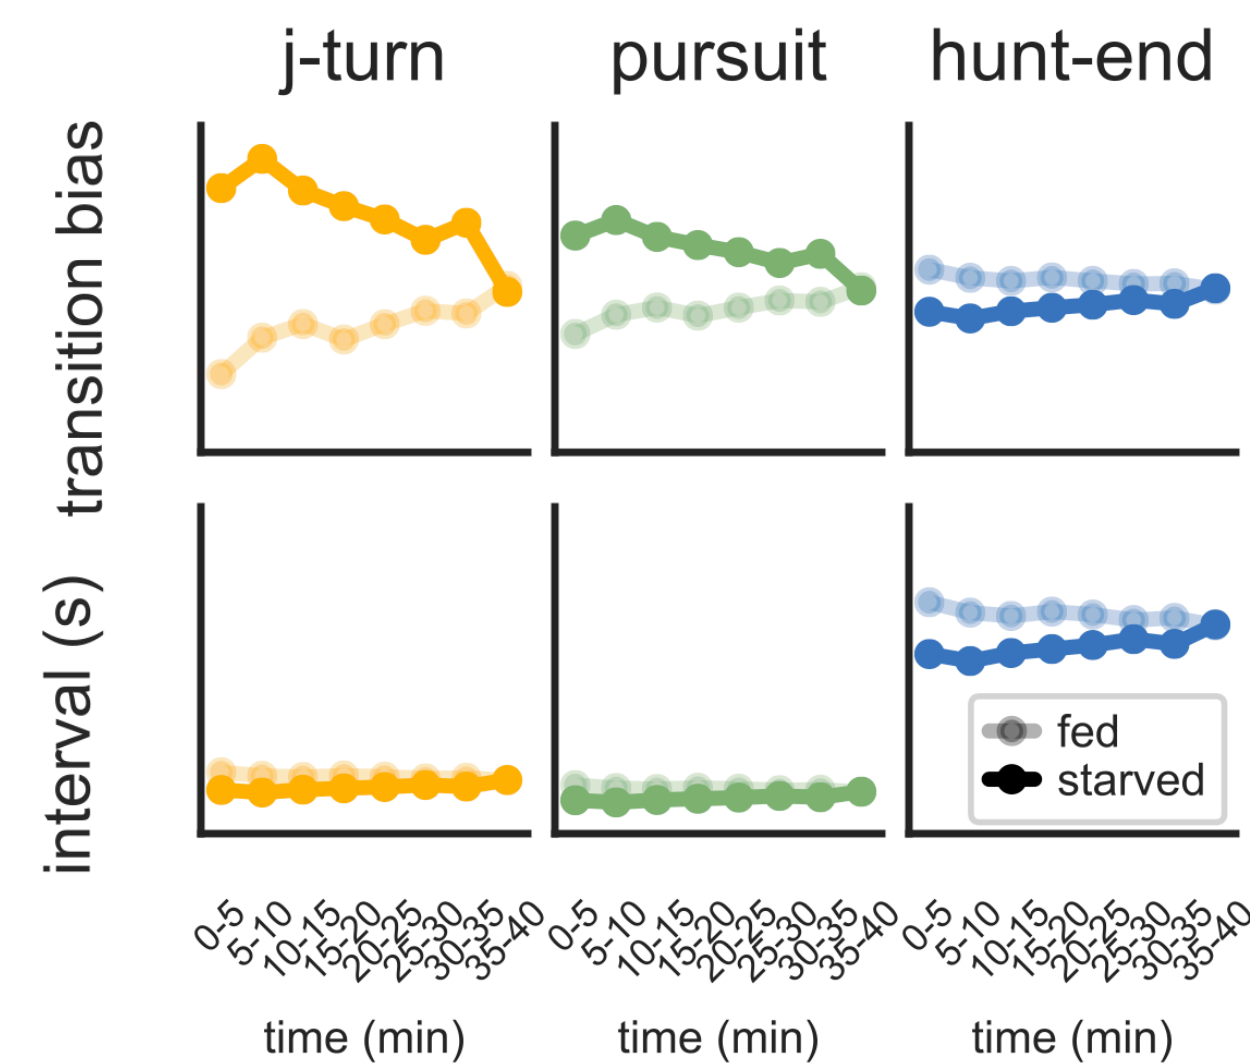 j-turn pursuit hunt-end
transition bias
interval (s)
fed
starved
0-5 5-10 10-15 15-20 20-25 25-30 30-35 35-40
0-5 5-10 10-15 15-20 20-25 25-30 30-35 35-40
0-5 5-10 10-15 15-20 20-25 25-30 30-35 35-40
time (min) time (min) time (min)